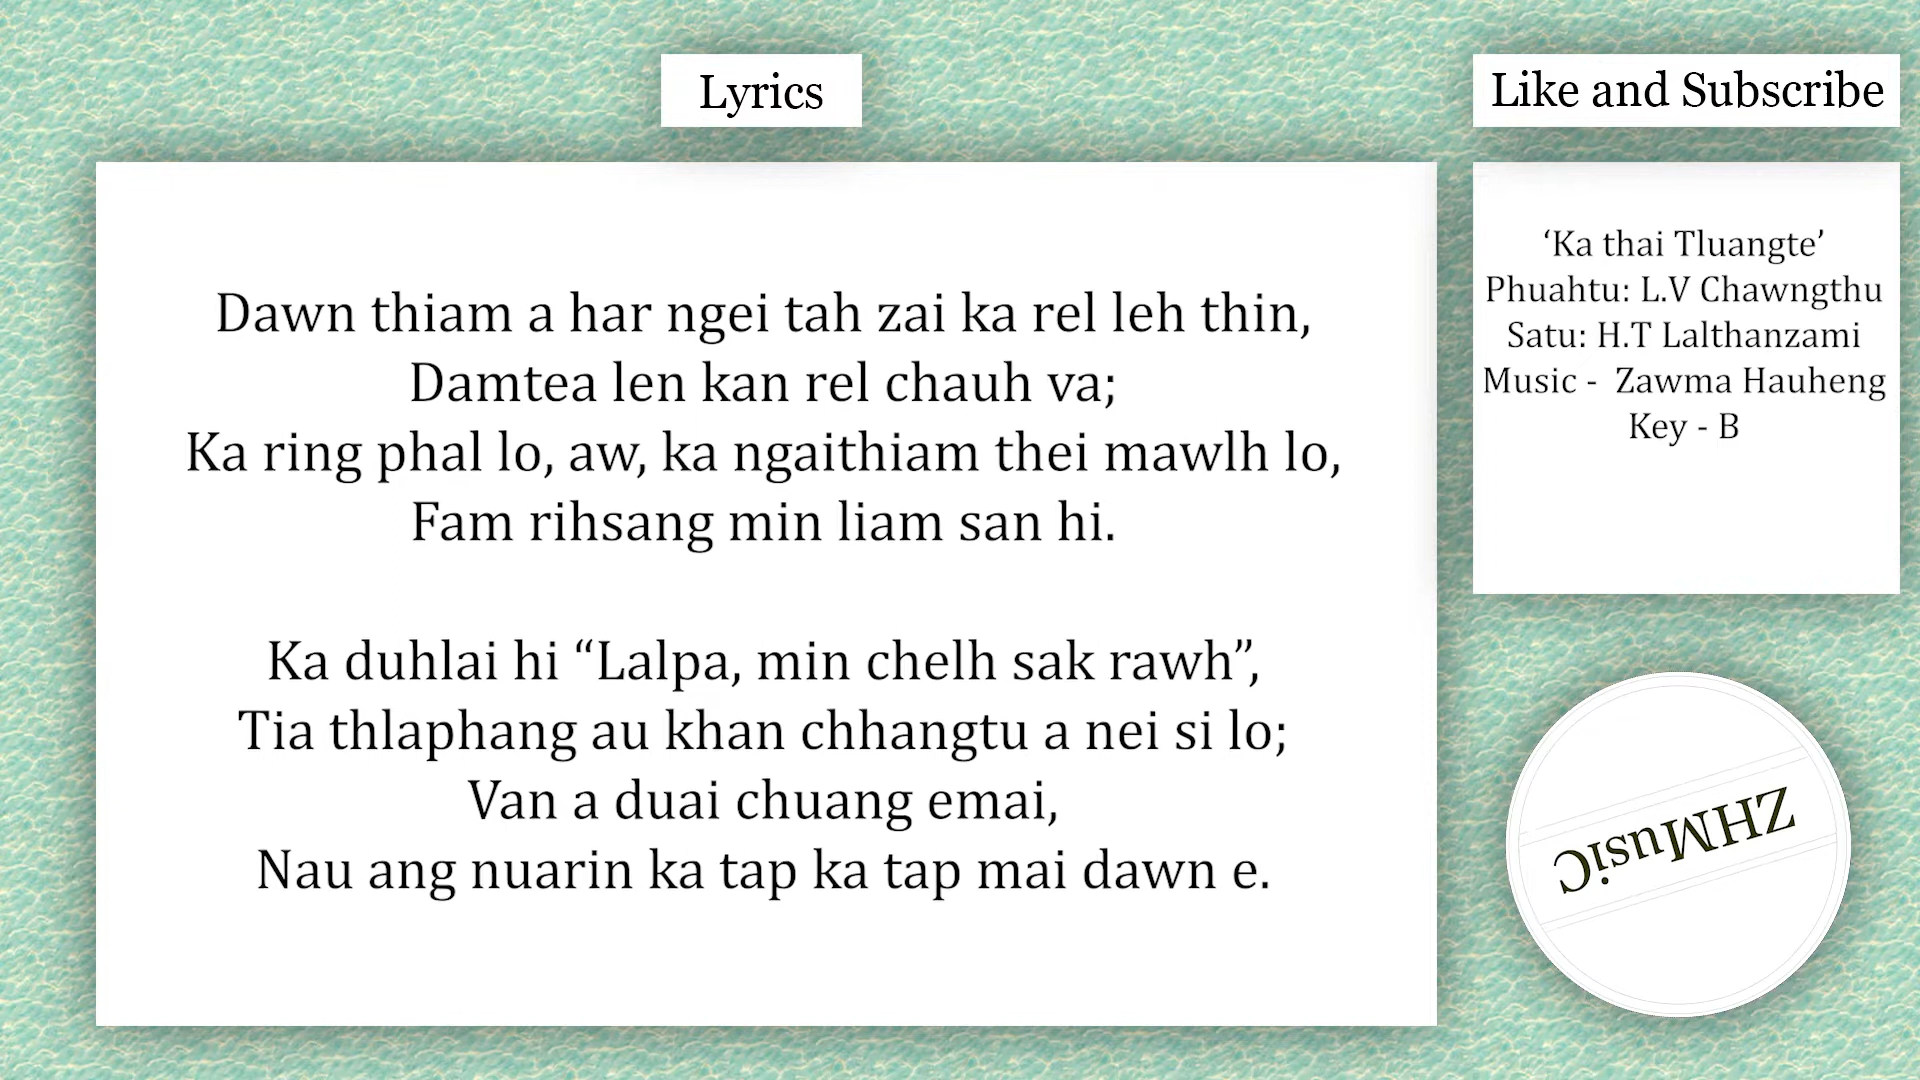 Lyrics
Like and Subscribe
Dawn thiam a har ngei tah zai ka rel leh thin,
Damtea len kan rel chauh va;
Ka ring phal lo, aw, ka ngaithiam thei mawlh lo,
Fam rihsang min liam san hi.
Ka duhlai hi “Lalpa, min chelh sak rawh”,
Tia thlaphang au khan chhangtu a nei si lo;
Van a duai chuang emai,
Nau ang nuarin ka tap ka tap mai dawn e.
‘Ka thai Tluangte’
Phuahtu: L.V Chawngthu
Satu: H.T Lalthanzami
Music -  Zawma Hauheng
Key - B
ZHMusiC